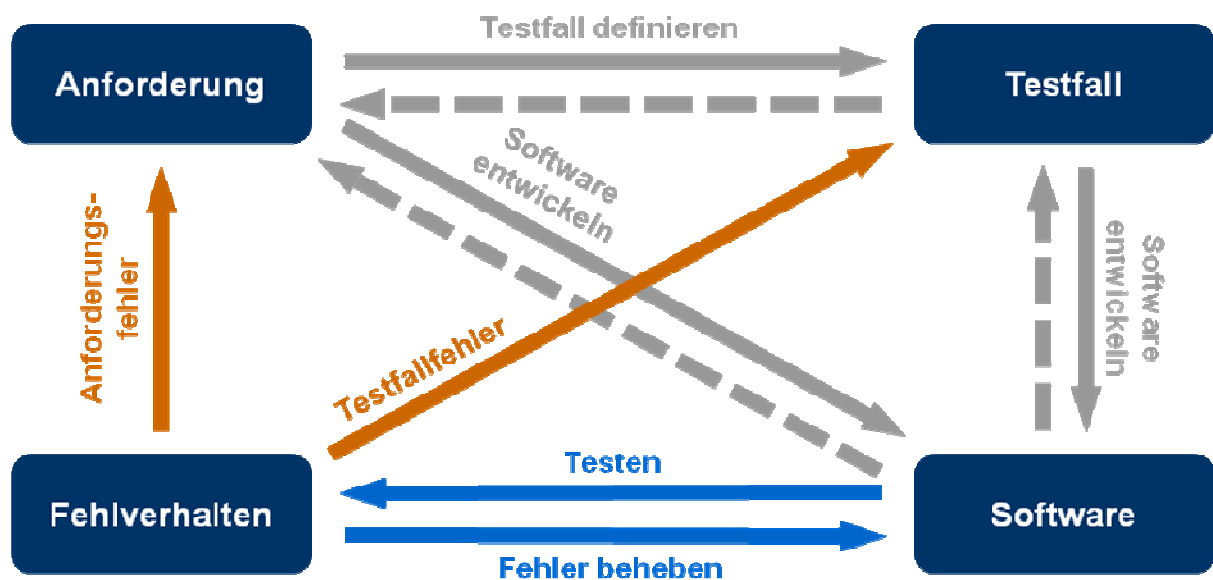 Testfall definieren
Anforderung
Testfall
Software
entwickeln
Anforderungs-
fehler
Software
entwickeln
Testfallfehler
Testen
Fehlverhalten
Software
Fehler beheben